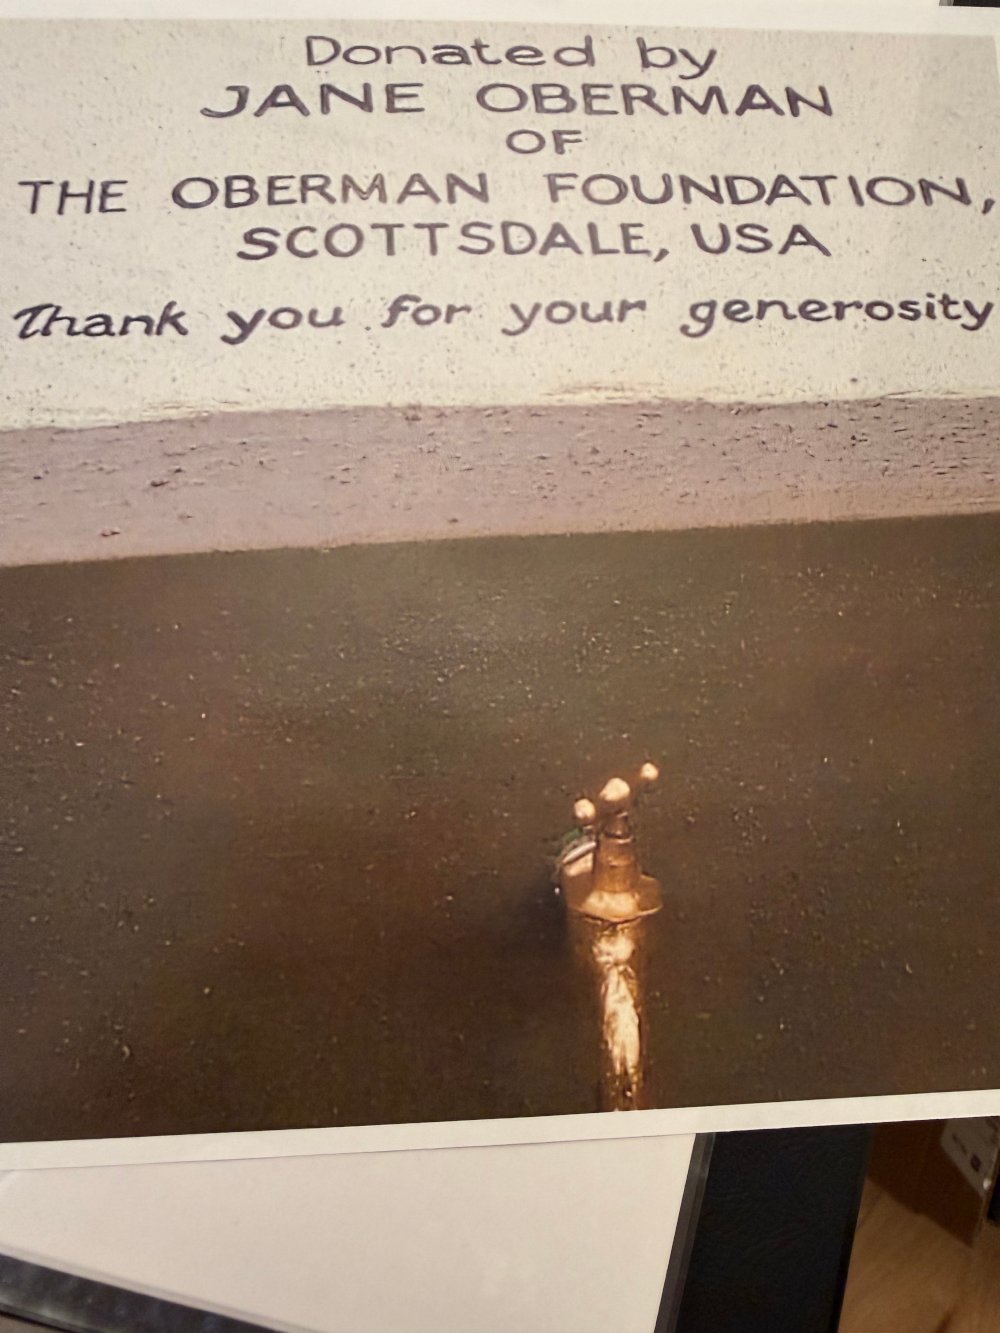 Donated by
JANE OBERMAN
OF
THE OBERMAN FOUNDATION,
SCOTTSDALE, USA
Thank you for your generosity